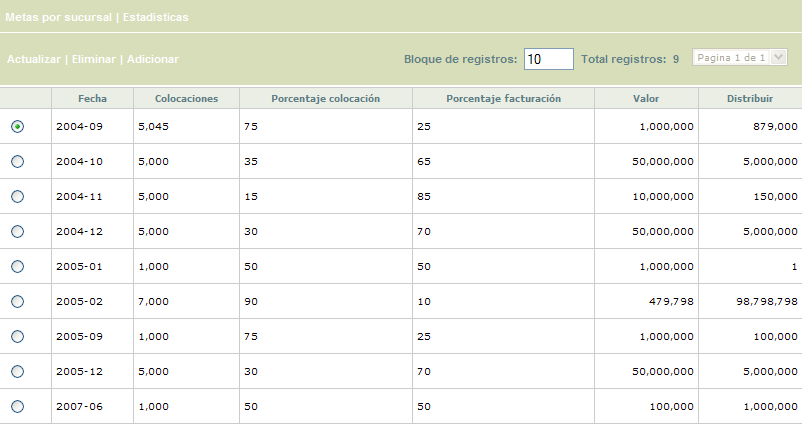 Metas por sucursal | Estadisticas
Actualizar | Eliminar | Adicionar Bloque de registros: 10 Total registros: 9 Pagina 1 de 1
Fecha Colocaciones Porcentaje colocación Porcentaje facturación Valor Distribuir
2004-09 5,045 75 25 1,000,000 879,000
2004-10 5,000 35 65 50,000,000 5,000,000
2004-11 5,000 15 85 10,000,000 150,000
2004-12 5,000 30 70 50,000,000 5,000,000
2005-01 1,000 50 50 1,000,000 1
2005-02 7,000 90 10 479,798 98,798,798
2005-09 1,000 75 25 1,000,000 100,000
2005-12 5,000 30 70 50,000,000 5,000,000
2007-06 1,000 50 50 100,000 1,000,000